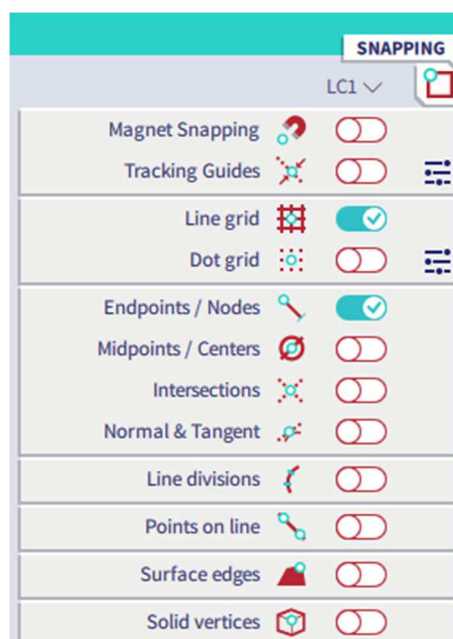 SNAPPING
LC1
Magnet Snapping
Tracking Guides
Line grid
Dot grid
Endpoints / Nodes
Midpoints / Centers
Intersections
Normal & Tangent
Line divisions
Points on line
Surface edges
Solid vertices